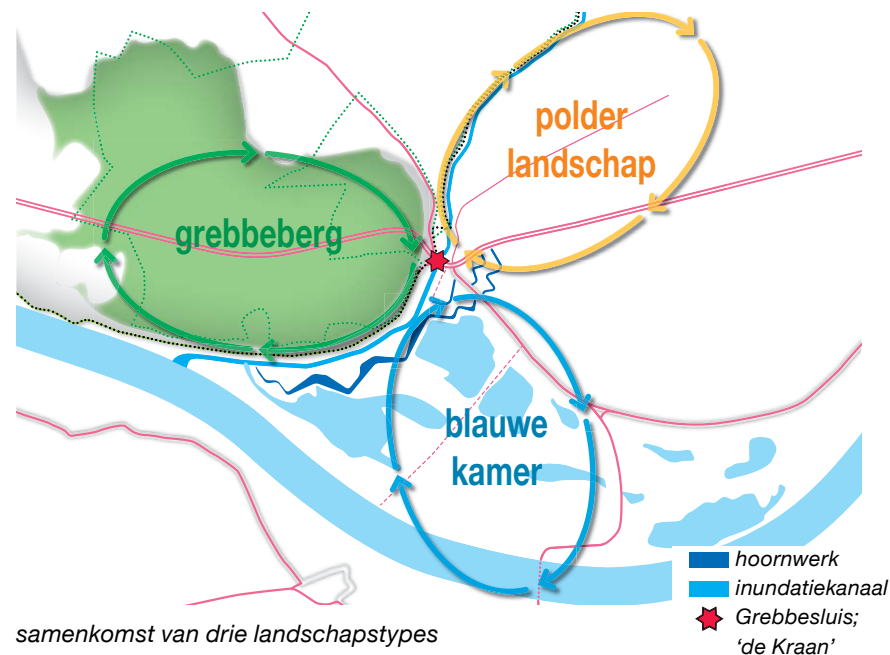 polder
landschap
grebbeberg
blauwe
kamer
hoornwerk
inundatiekanaal
Grebbesluis;
'de Kraan'
samenkomst van drie landschapstypes